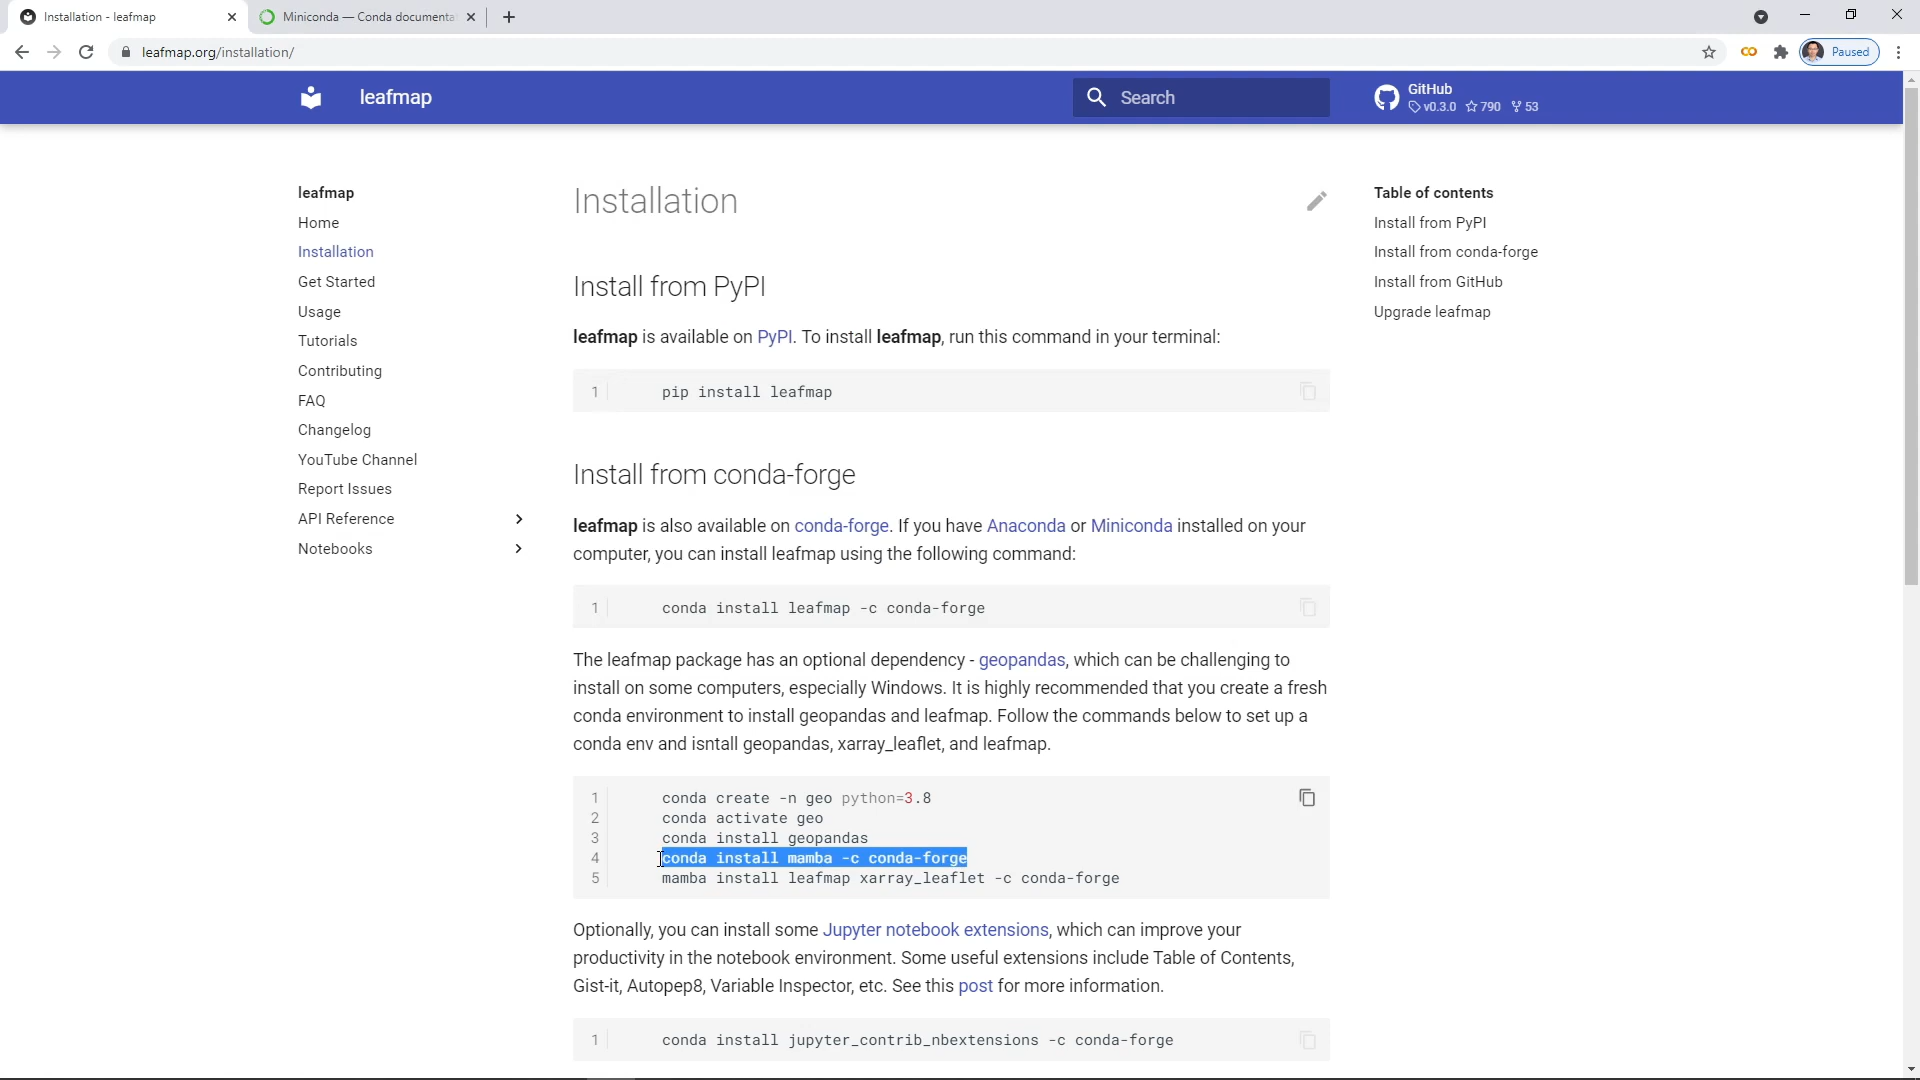 Installation - leafmap
Miniconda — Conda documenta
leafmap.org/installation/
Paused
leafmap
Search
GitHub
v0.3.0 790 53
leafmap
Home
Installation
Get Started
Usage
Tutorials
Contributing
FAQ
Changelog
YouTube Channel
Report Issues
API Reference
Notebooks
Installation
Install from PyPI
leafmap is available on PyPI. To install leafmap, run this command in your terminal:
1 pip install leafmap
Install from conda-forge
leafmap is also available on conda-forge. If you have Anaconda or Miniconda installed on your
computer, you can install leafmap using the following command:
1 conda install leafmap -c conda-forge
The leafmap package has an optional dependency - geopandas, which can be challenging to
install on some computers, especially Windows. It is highly recommended that you create a fresh
conda environment to install geopandas and leafmap. Follow the commands below to set up a
conda env and isntall geopandas, xarray_leaflet, and leafmap.
1 conda create -n geo python=3.8
2 conda activate geo
3 conda install geopandas
4 conda install mamba -c conda-forge
5 mamba install leafmap xarray_leaflet -c conda-forge
Optionally, you can install some Jupyter notebook extensions, which can improve your
productivity in the notebook environment. Some useful extensions include Table of Contents,
Gist-it, Autopep8, Variable Inspector, etc. See this post for more information.
1 conda install jupyter_contrib_nbextensions -c conda-forge
Table of contents
Install from PyPI
Install from conda-forge
Install from GitHub
Upgrade leafmap